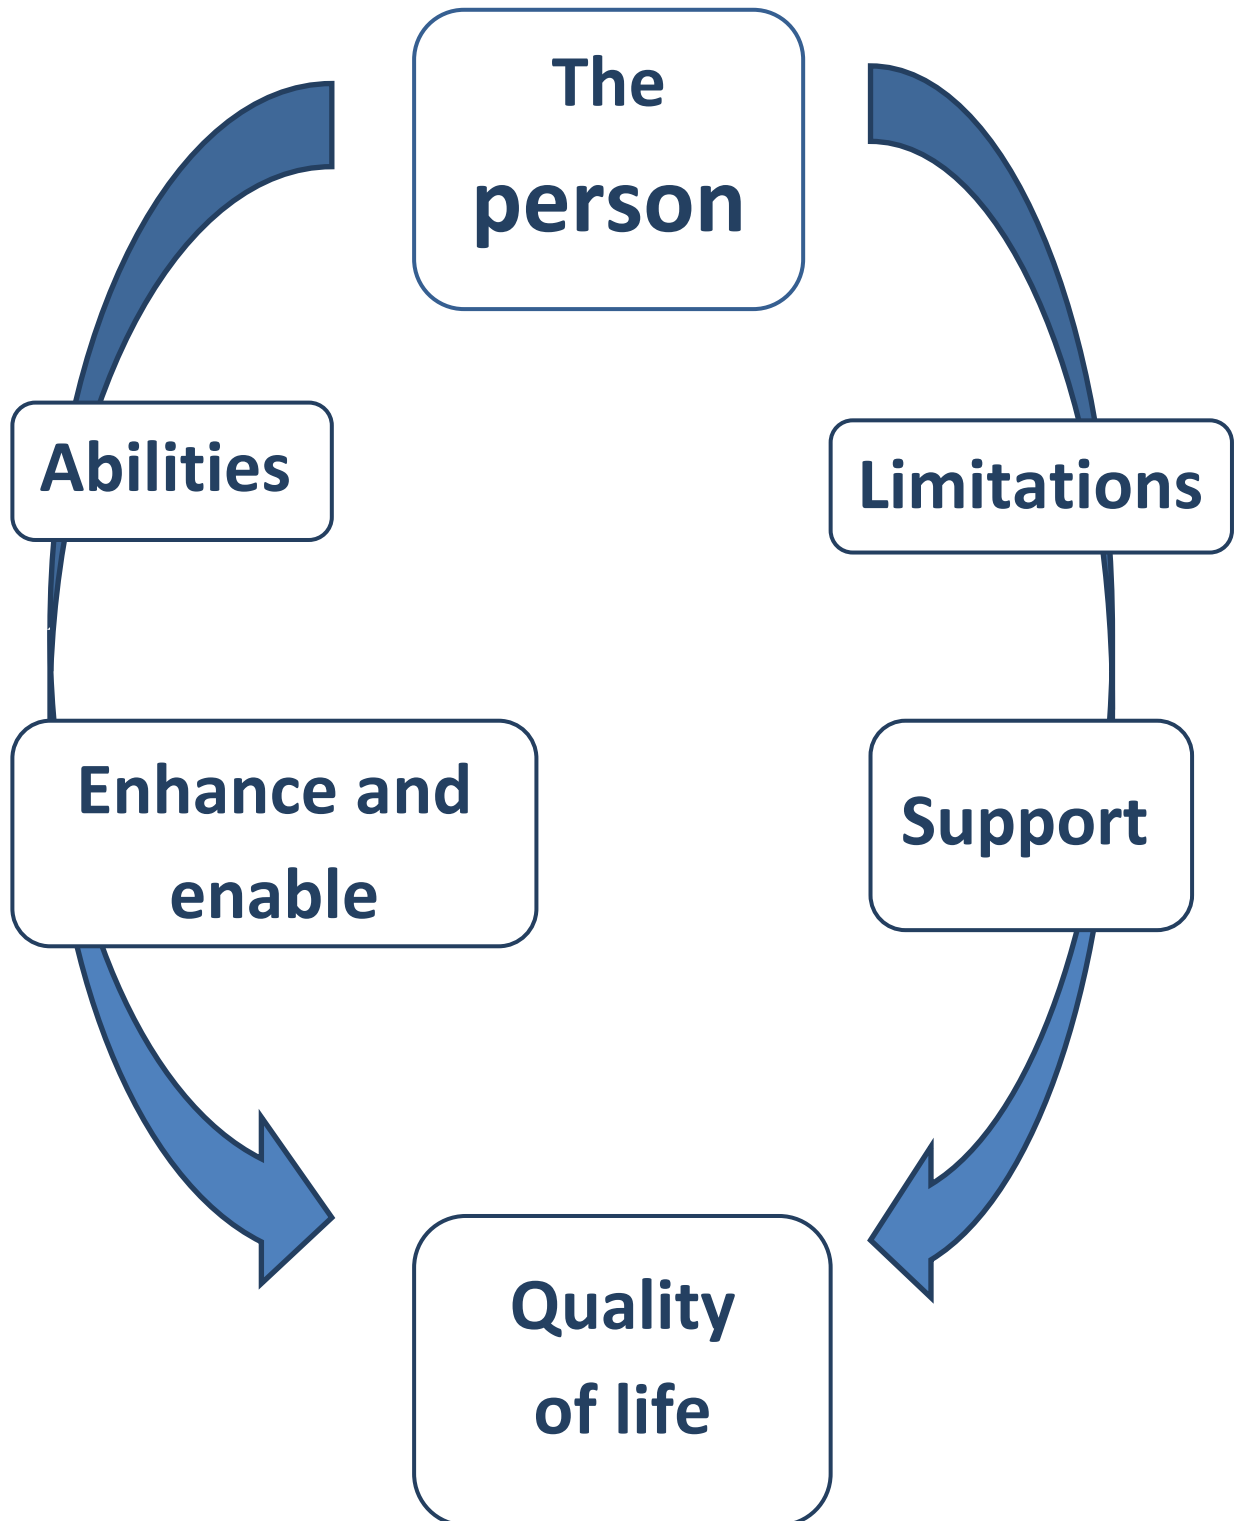 The
person
Abilities
Limitations
Enhance and
enable
Support
Quality
of life